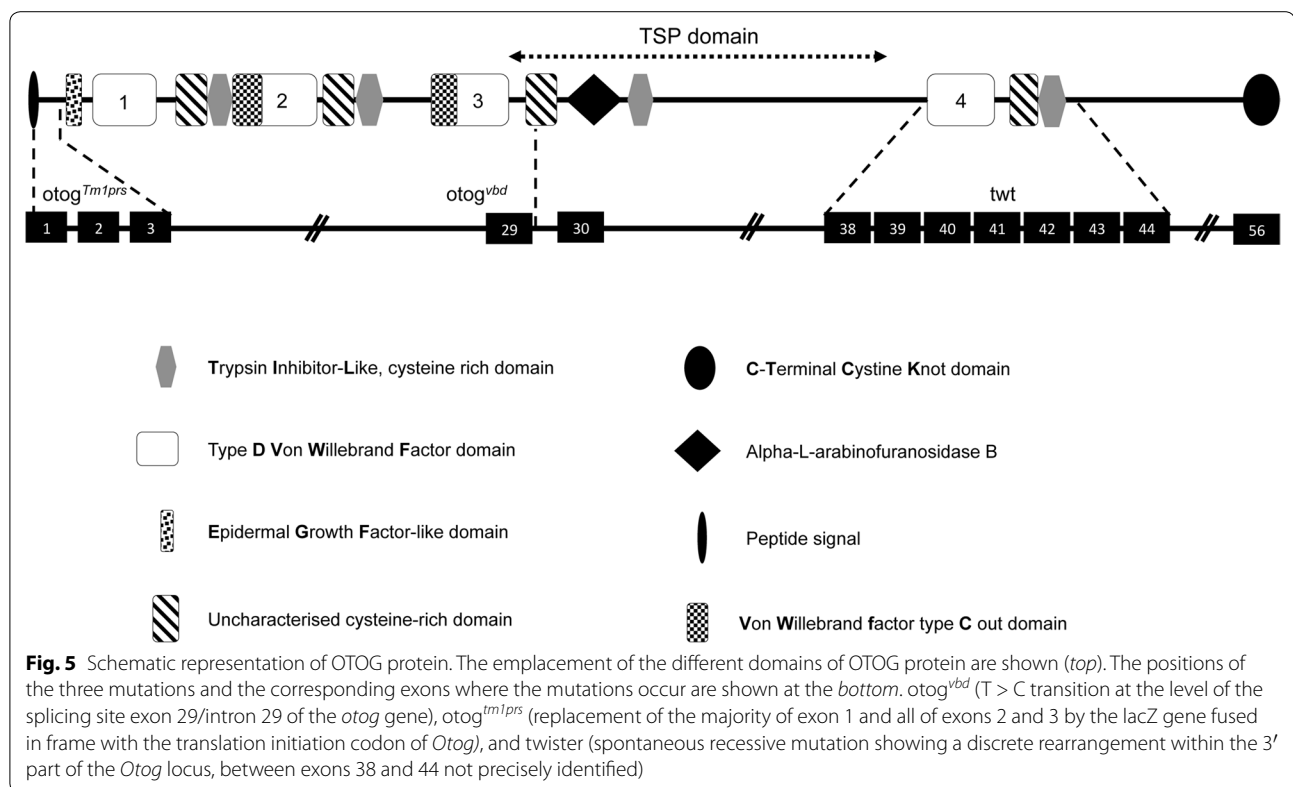 TSP domain
1 2 3 4
otog^Tm1prs otog^vbd twt
1 2 3 29 30 38 39 40 41 42 43 44 56
Trypsin Inhibitor-Like, cysteine rich domain
C-Terminal Cystine Knot domain
Type D Von Willebrand Factor domain
Alpha-L-arabinofuranosidase B
Epidermal Growth Factor-like domain
Peptide signal
Uncharacterised cysteine-rich domain
Von Willebrand factor type C out domain
Fig. 5 Schematic representation of OTOG protein. The emplacement of the different domains of OTOG protein are shown (top). The positions of
the three mutations and the corresponding exons where the mutations occur are shown at the bottom. otog^vbd (T > C transition at the level of the
splicing site exon 29/intron 29 of the otog gene), otog^tm1prs (replacement of the majority of exon 1 and all of exons 2 and 3 by the lacZ gene fused
in frame with the translation initiation codon of Otog), and twister (spontaneous recessive mutation showing a discrete rearrangement within the 3′
part of the Otog locus, between exons 38 and 44 not precisely identified)